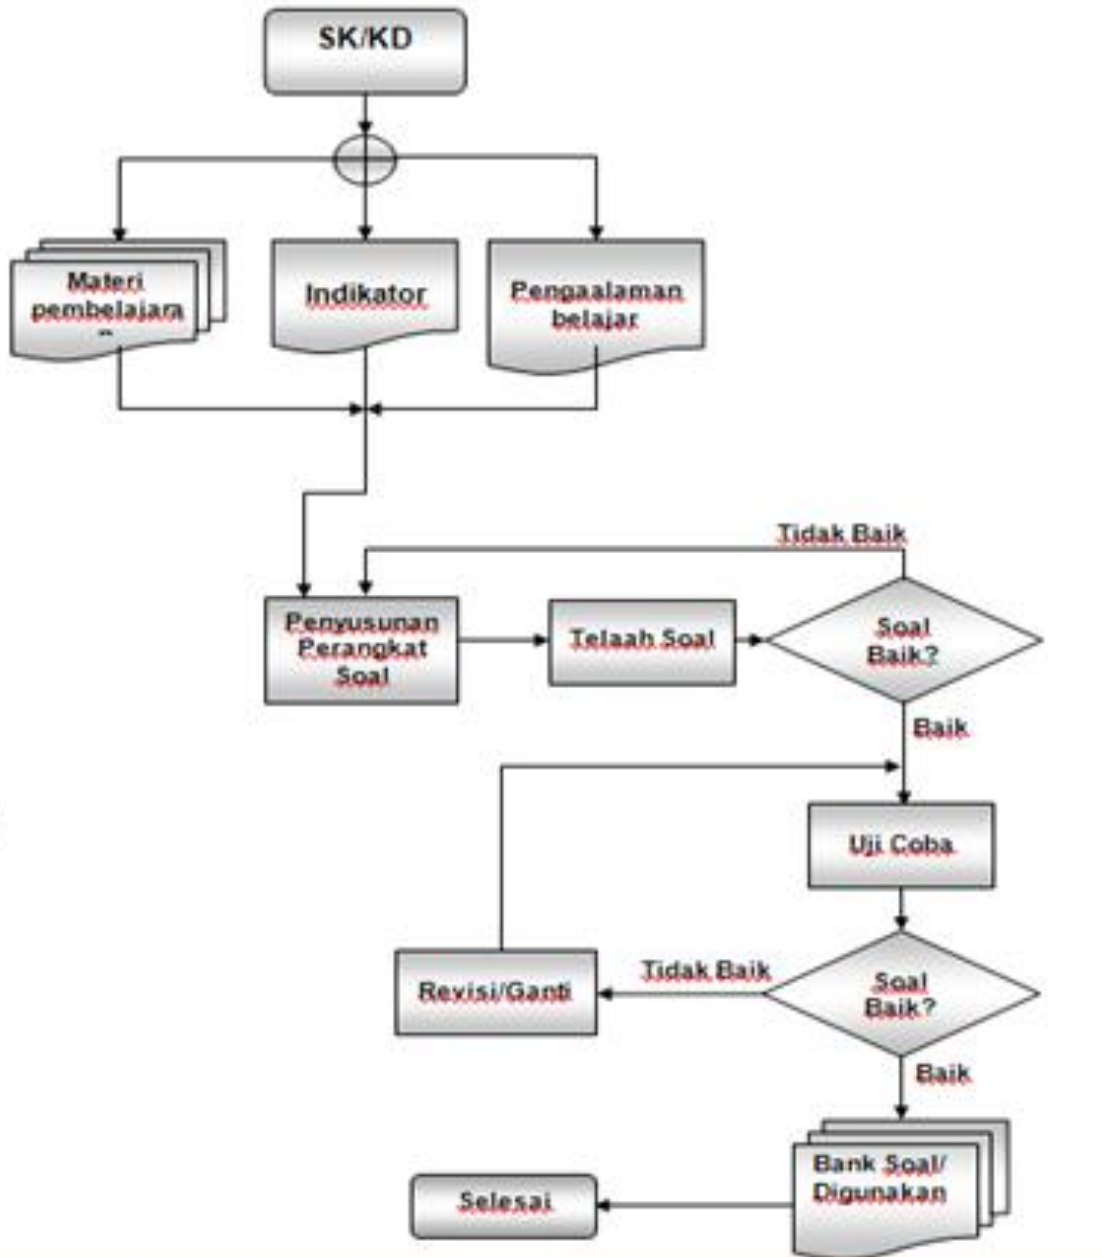 SK/KD
Materi
pembelajara
n
Indikator
Pengaalaman
belajar
Tidak Baik
Penyusunan
Perangkat
Soal
Telaah Soal
Soal
Baik?
Baik
Uji Coba
Revisi/Ganti
Tidak Baik
Soal
Baik?
Baik
Bank Soal/
Digunakan
Selesai